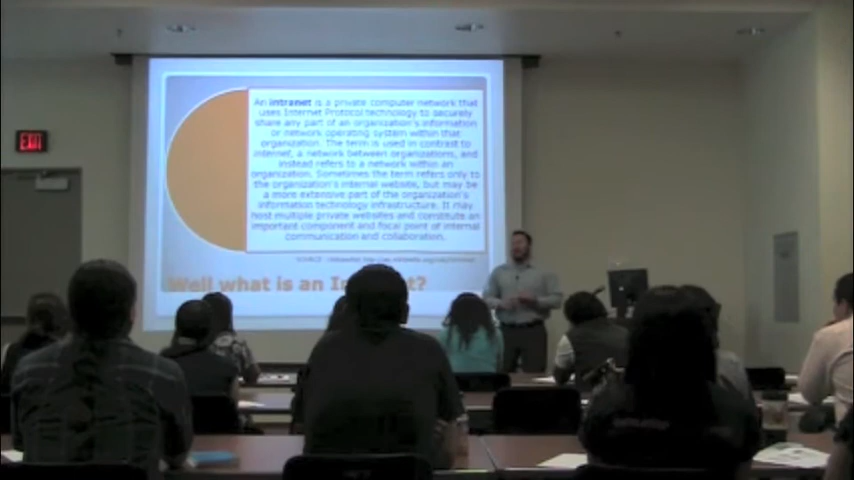 EXIT
An intranet is a private computer network that
uses Internet Protocol technology to securely
share any part of an organization's information
or network operating system within that
organization. The term is used in contrast to
internet, a network between organizations, and
instead refers to a network within an
organization. Sometimes the term refers only to
the organization's internal website, but may be
a more extensive part of the organization's
information technology infrastructure. It may
host multiple private websites and constitute an
important component and focal point of internal
communication and collaboration.
Well what is an In t?